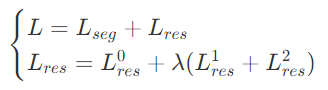 L = L_{seg} + L_{res}
L_{res} = L^0_{res} + λ(L^1_{res} + L^2_{res})